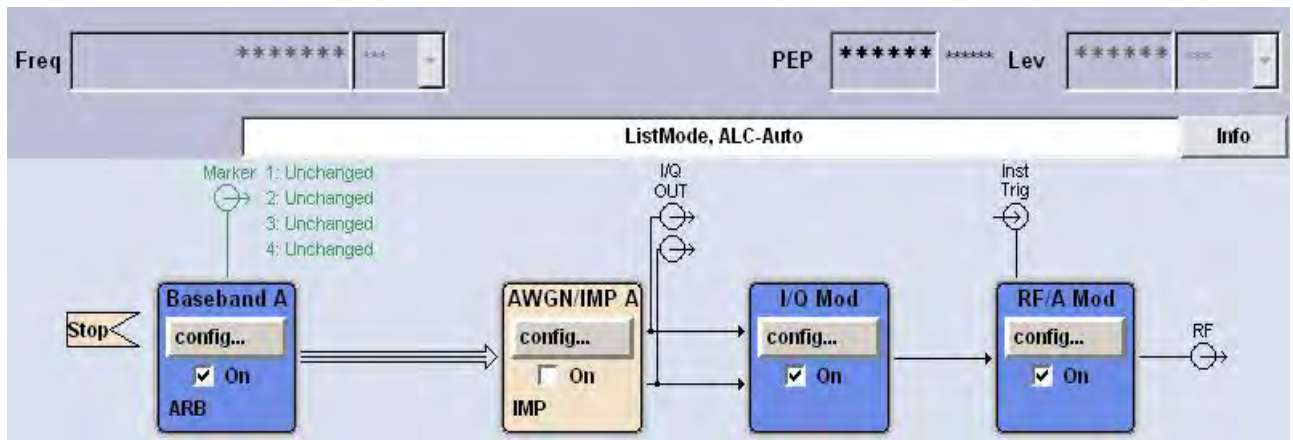 Freq ******* *** PEP ****** ****** Lev ****** ***
ListMode, ALC-Auto Info
Marker 1: Unchanged
2: Unchanged
3: Unchanged
4: Unchanged
I/Q
OUT
Inst
Trig
Stop
Baseband A
config...
On
ARB
AWGN/IMP A
config...
On
IMP
I/Q Mod
config...
On
RF/A Mod
config...
On
RF